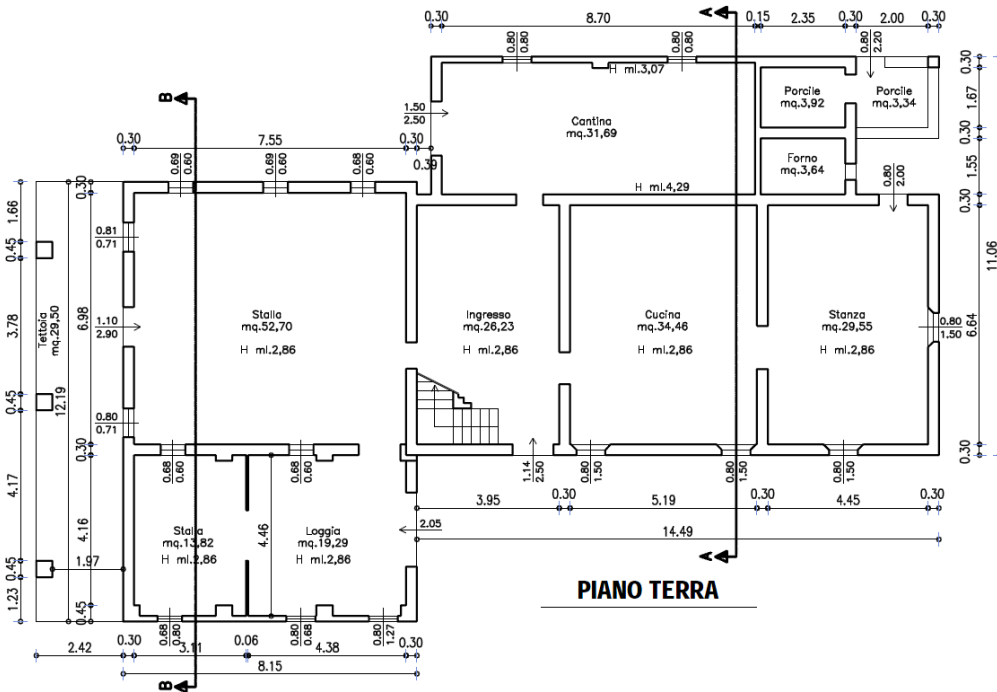 0.30
8.70
A
0.15
2.35
0.30
2.00
0.30
0.80
0.80
0.80
0.80
0.80
2.20
H ml.3,07
B
1.50
2.50
Cantina
mq.31,69
Porcile
mq.3,92
Porcile
mq.3,34
0.30
1.67
0.30
7.55
0.30
0.30
0.39
0.69
0.60
0.69
0.60
0.68
0.60
Forno
mq.3,64
0.80
2.00
1.55
H ml.4,29
0.30
0.30
1.66
0.45
0.81
0.71
11.06
Tettoia
mq.29,50
3.78
6.98
1.10
2.90
Stalla
mq.52,70
H ml.2,86
Ingresso
mq.26,23
H ml.2,86
Cucina
mq.34,46
H ml.2,86
Stanza
mq.29,55
H ml.2,86
0.80
1.50
6.64
12.19
0.45
0.80
0.71
0.30
0.30
0.68
0.60
0.68
0.60
1.14
2.50
0.80
1.50
0.80
1.50
0.80
1.50
4.17
4.16
3.95
0.30
5.19
0.30
4.45
0.30
Stalla
mq.13,82
H ml.2,86
4.46
Loggia
mq.19,29
H ml.2,86
2.05
14.49
0.45
1.97
A
1.23
0.45
PIANO TERRA
0.68
0.80
0.80
0.68
0.80
1.27
2.42
0.30
3.11
0.06
4.38
0.30
8.15
B